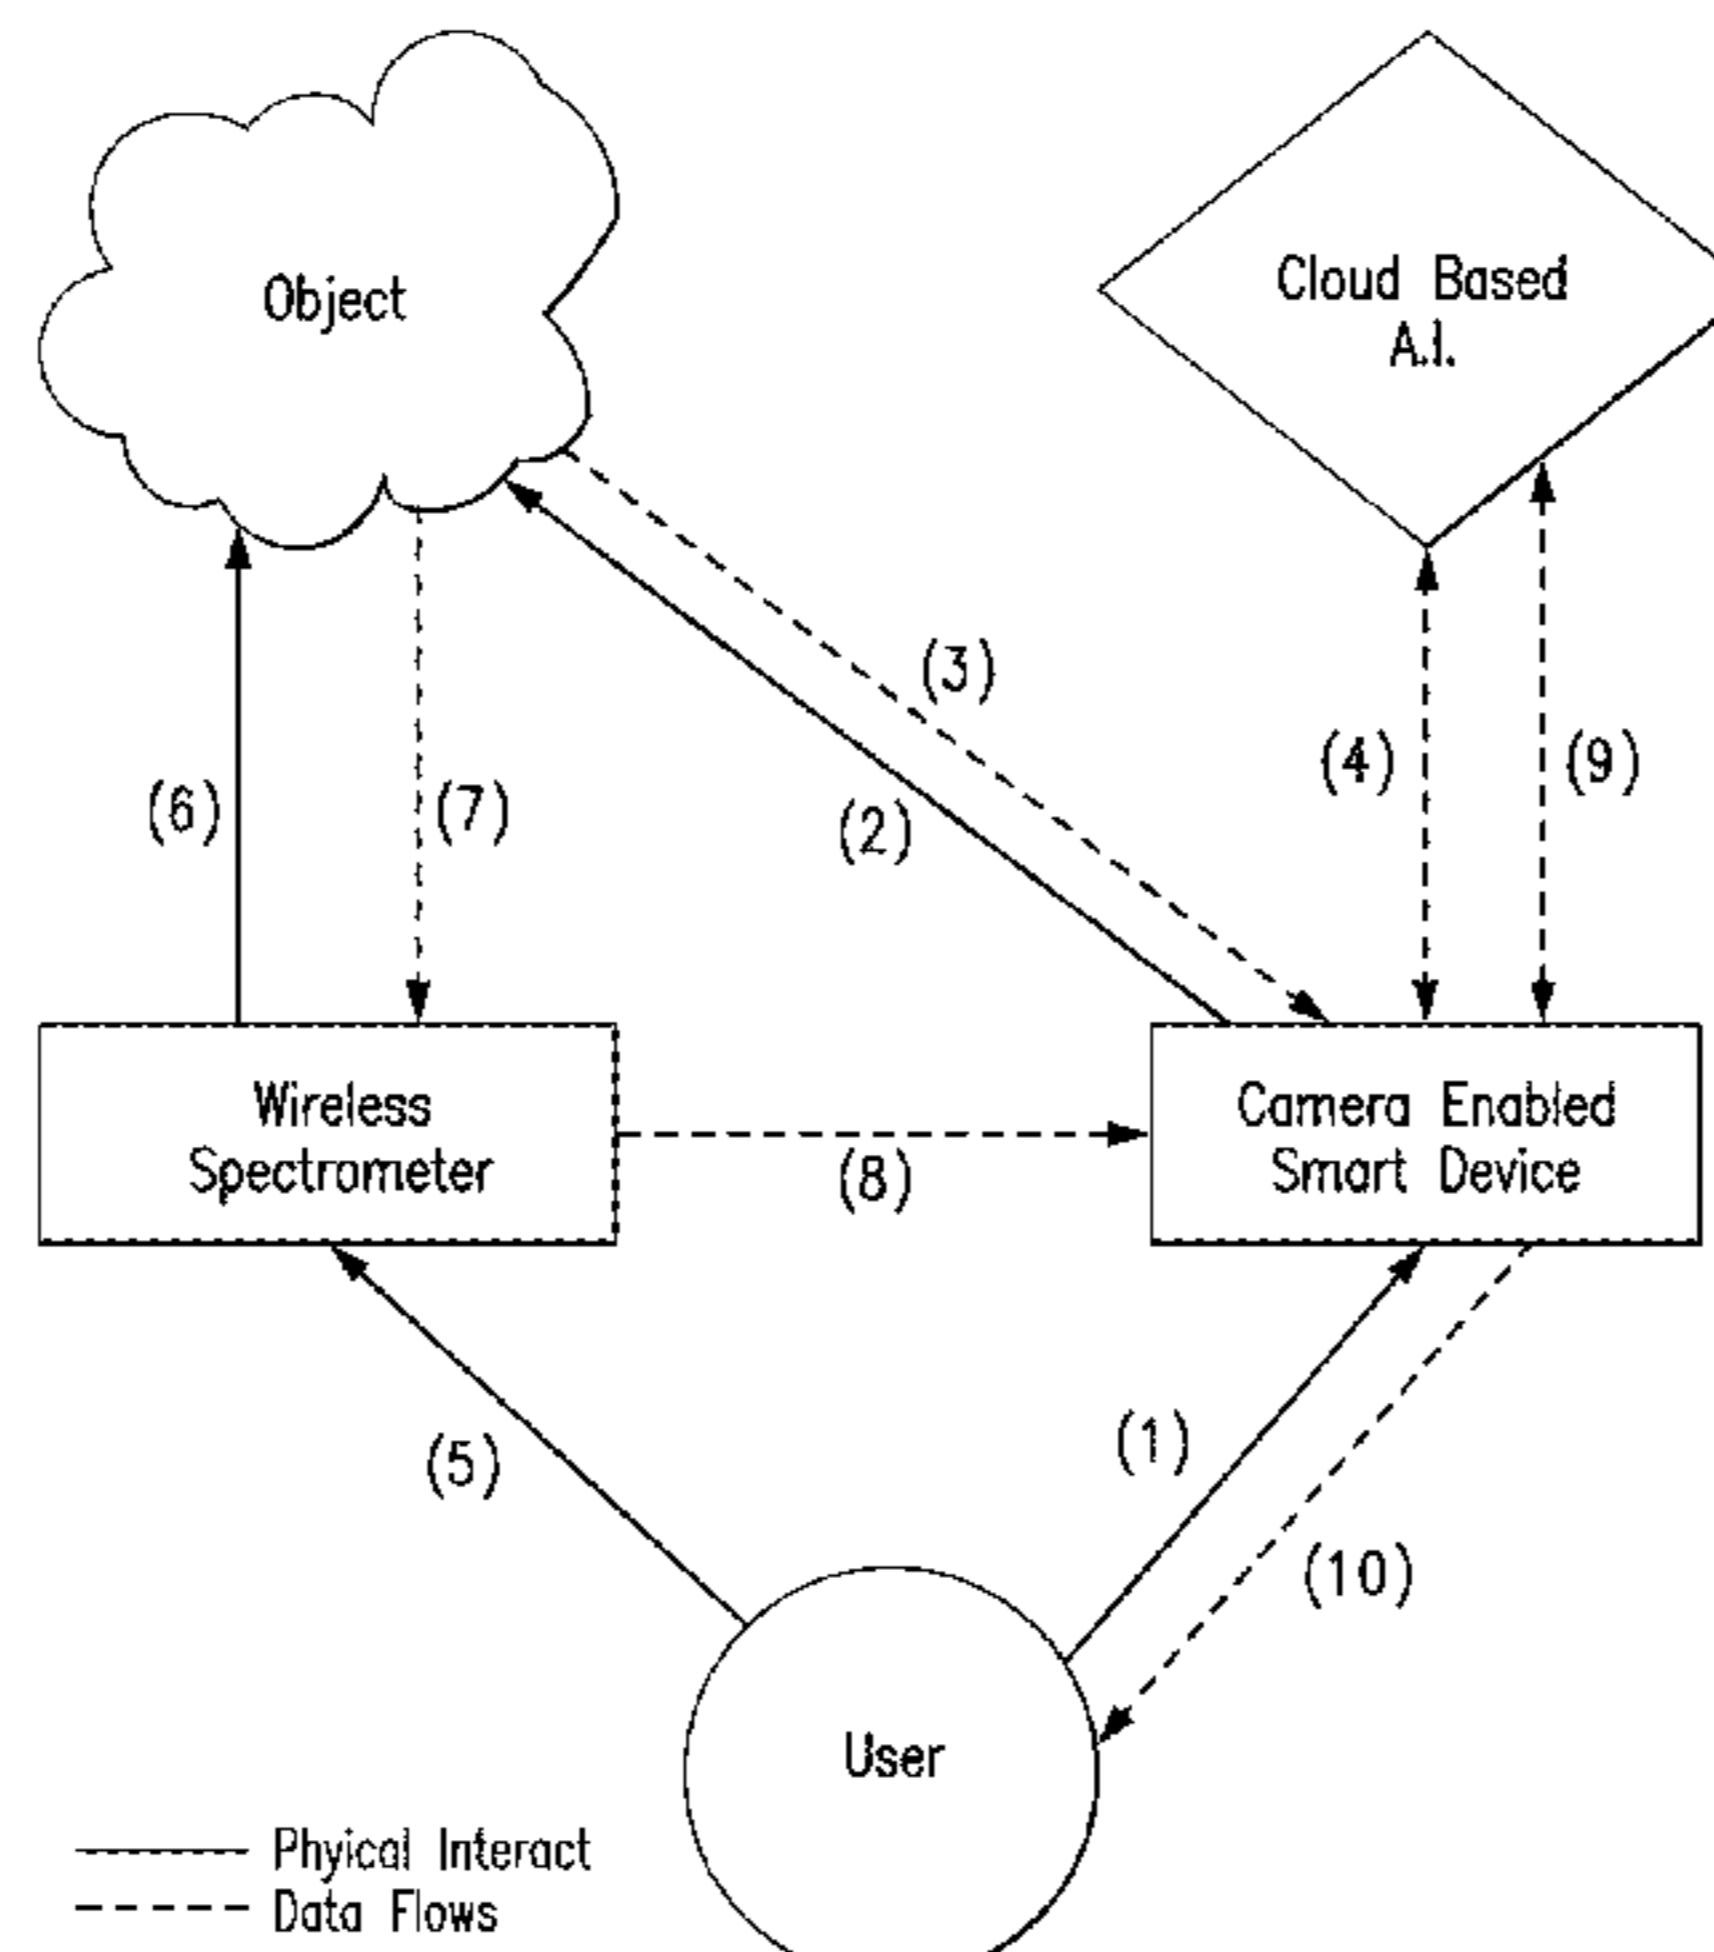 Object
Cloud Based
A.I.
(3)
(2)
(4)
(9)
(6)
(7)
Wireless
Spectrometer
(8)
Camera Enabled
Smart Device
(5)
(1)
(10)
User
Phyical Interact
Data Flows